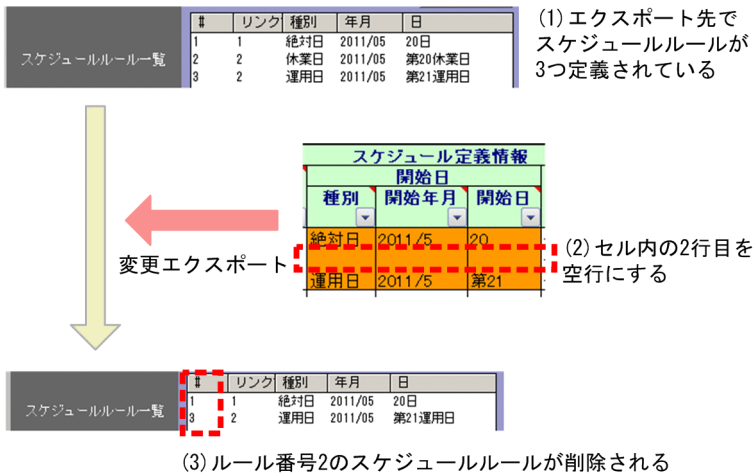 # リンク 種別 年月 日
1 1 絶対日 2011/05 20日
2 2 休業日 2011/05 第20休業日
3 2 運用日 2011/05 第21運用日
スケジュールルール一覧
(1)エクスポート先で
スケジュールルールが
3つ定義されている
スケジュール定義情報
開始日
種別 開始年月 開始日
絶対日 2011/5 20
運用日 2011/5 第21
変更エクスポート
(2)セル内の2行目を
空行にする
# リンク 種別 年月 日
1 1 絶対日 2011/05 20日
3 2 運用日 2011/05 第21運用日
スケジュールルール一覧
(3)ルール番号2のスケジュールルールが削除される